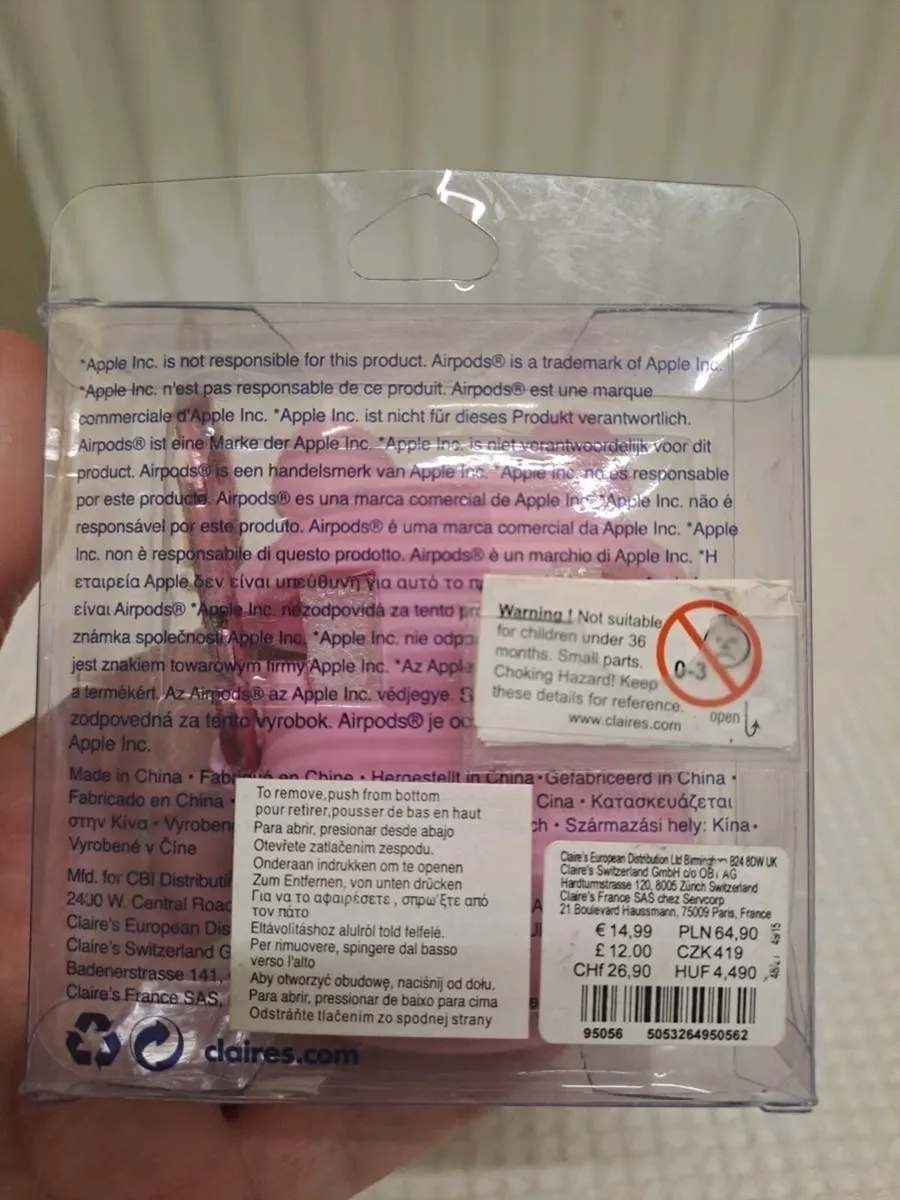 *Apple Inc. is not responsible for this product. Airpods® is a trademark of Apple Inc.
*Apple Inc. n'est pas responsable de ce produit. Airpods® est une marque
commerciale d'Apple Inc. *Apple Inc. ist nicht für dieses Produkt verantwortlich.
Airpods® ist eine Marke der Apple Inc. *Apple Inc. is niet verantwoordelijk voor dit
product. Airpods® is een handelsmerk van Apple Inc. *Apple Inc. no es responsable
por este producto. Airpods® es una marca comercial de Apple Inc. *Apple Inc. não é
responsável por este produto. Airpods® é uma marca comercial da Apple Inc. *Apple
Inc. non è responsabile di questo prodotto. Airpods® è un marchio di Apple Inc. *Η
εταιρεία Apple δεν είναι υπεύθυνη για αυτό το
είναι Airpods® *Apple Inc. nezodpovídá za tento
známka společnosti Apple Inc. *Apple Inc. nie
jest znakiem towarowym firmy Apple Inc. *Az
a termékért. Az Airpods® az Apple Inc. védjegye.
zodpovedná za tento vyrobok. Airpods® je
Apple Inc.
Warning ! Not suitable
for children under 36
months. Small parts.
Choking Hazard! Keep
these details for reference.
www.claires.com
0-3
open
Made in China • Fabriqué en Chine • Hergestellt in China • Gefabriceerd in China •
Fabricado en China • Cina • Κατασκευάζεται
στην Κίνα • Származási hely: Kína •
Vyrobené v Číne
Mfd. for CBI
2400 W. Central
Claire's European
Claire's Switzerland
Badenerstrasse 141,
Claire's France SAS,
claires.com
To remove,push from bottom
pour retirer,pousser de bas en haut
Para abrir, presionar desde abajo
Otevřete zatlačením zespodu.
Onderaan indrukken om te openen
Zum Entfernen, von unten drücken
Για να το αφαιρέσετε , σπρω΄ξτε από
τον πάτο
Eltávolításhoz alulról told felfelé.
Per rimuovere, spingere dal basso
verso l'alto
Aby otworzyć obudowę, naciśnij od dołu.
Para abrir, pressionar de baixo para cima
Odstráňte tlačením zo spodnej strany
Claire's European Distribution Ltd Birmingham B24 8DW UK
Claire's Switzerland GmbH c/o OBT AG
Hardturmstrasse 120, 8005 Zürich Switzerland
Claire's France SAS chez Servcorp
21 Boulevard Haussmann, 75009 Paris, France
€ 14,99 PLN 64,90
£ 12.00 CZK 419
CHf 26,90 HUF 4,490
95056 5053264950562